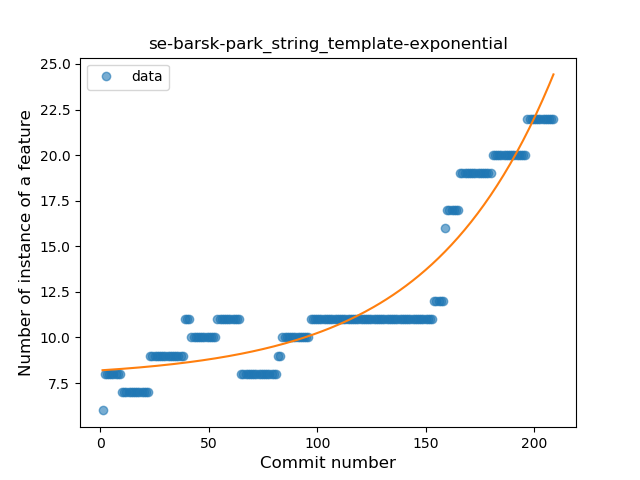 se-barsk-park_string_template-exponential
data
Number of instance of a feature
25.0
22.5
20.0
17.5
15.0
12.5
10.0
7.5
0 50 100 150 200
Commit number